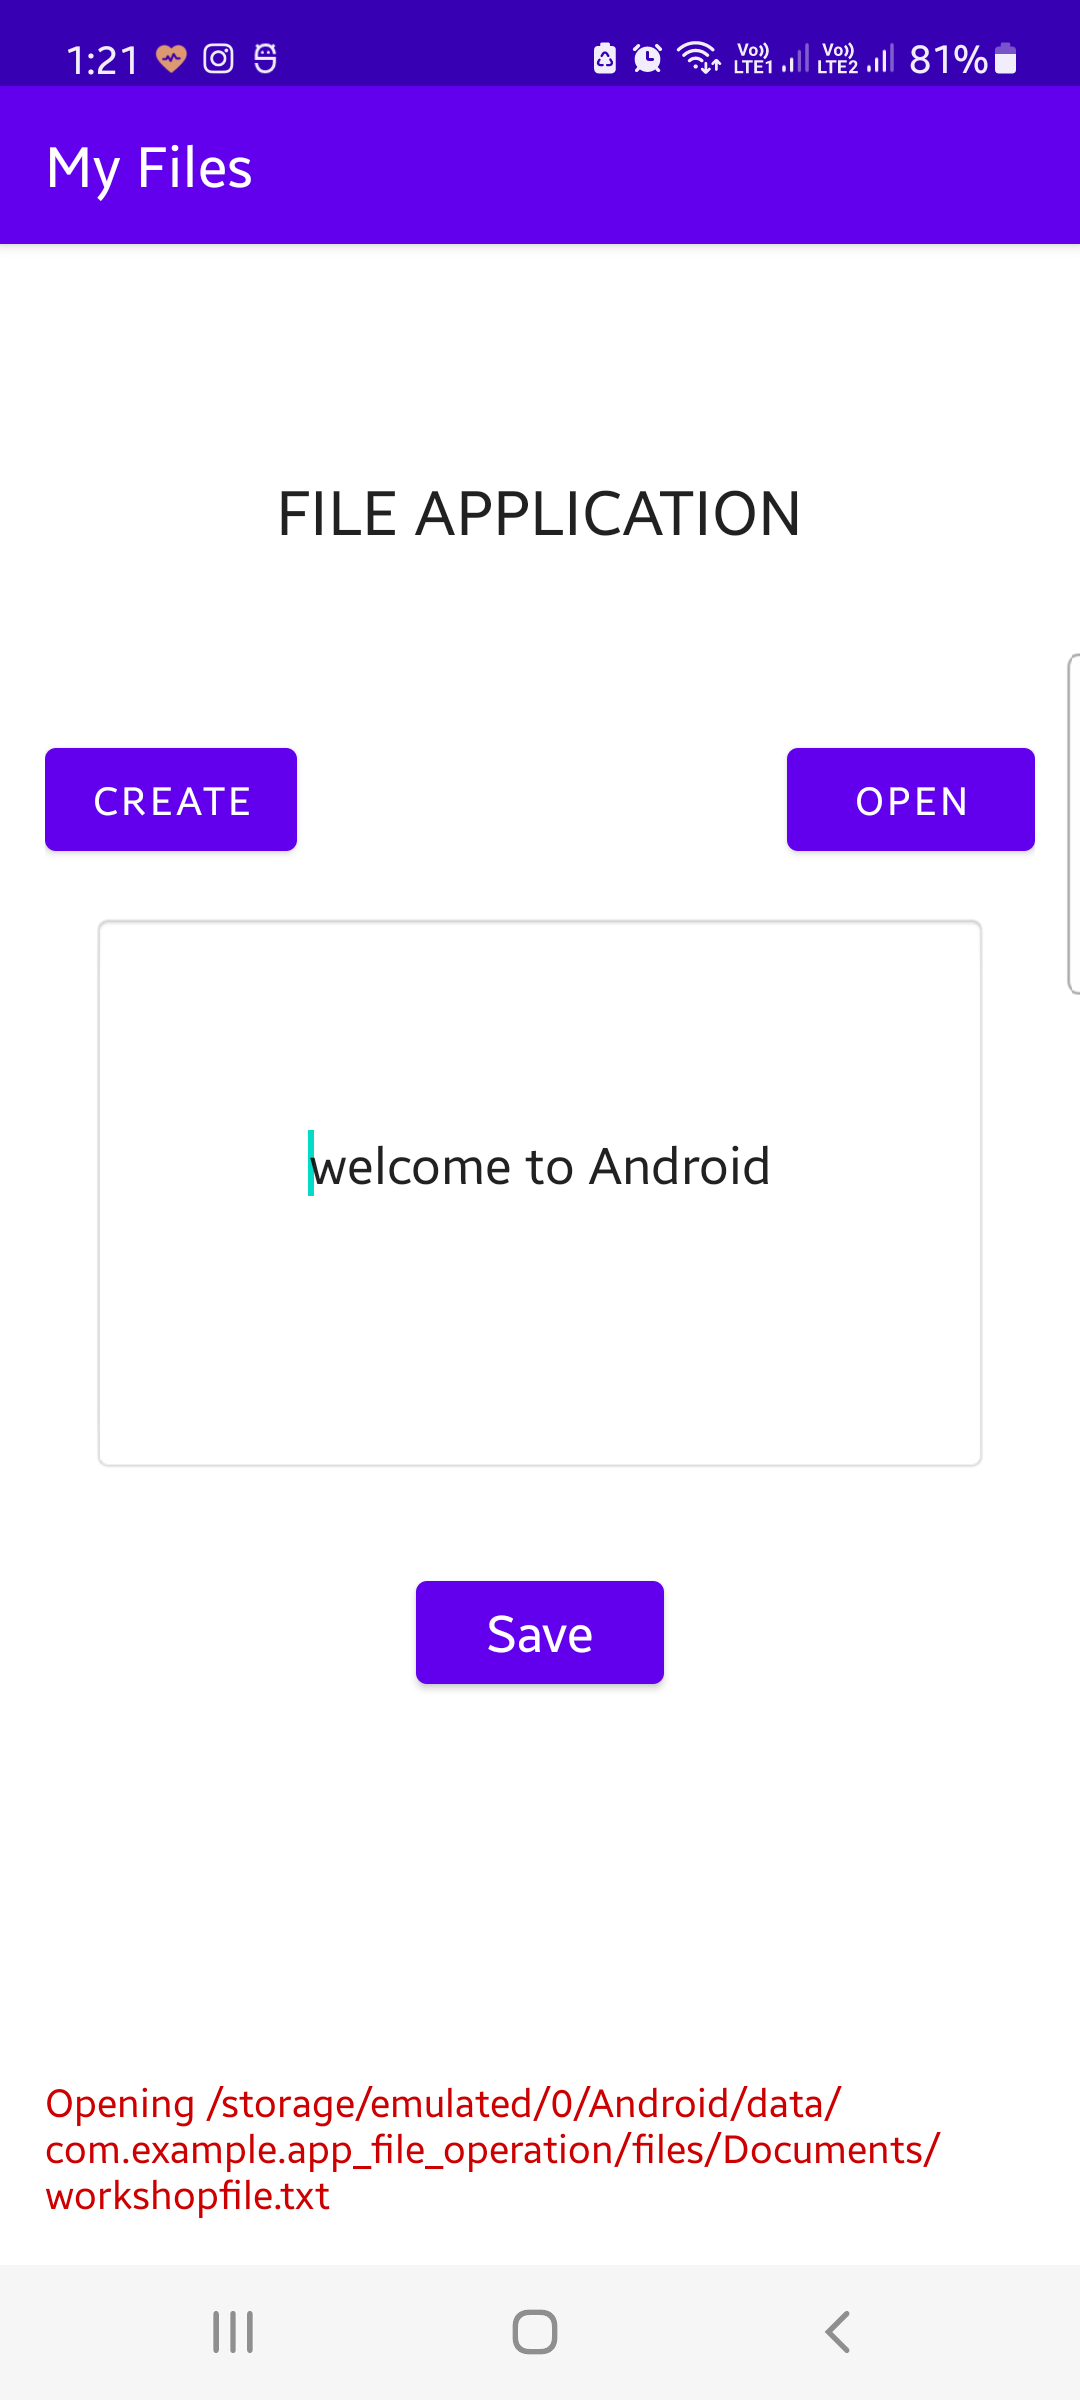 1:21 Vo)) LTE1 Vo)) LTE2 81%
My Files
FILE APPLICATION
CREATE OPEN
welcome to Android
Save
Opening /storage/emulated/0/Android/data/
com.example.app_file_operation/files/Documents/
workshopfile.txt